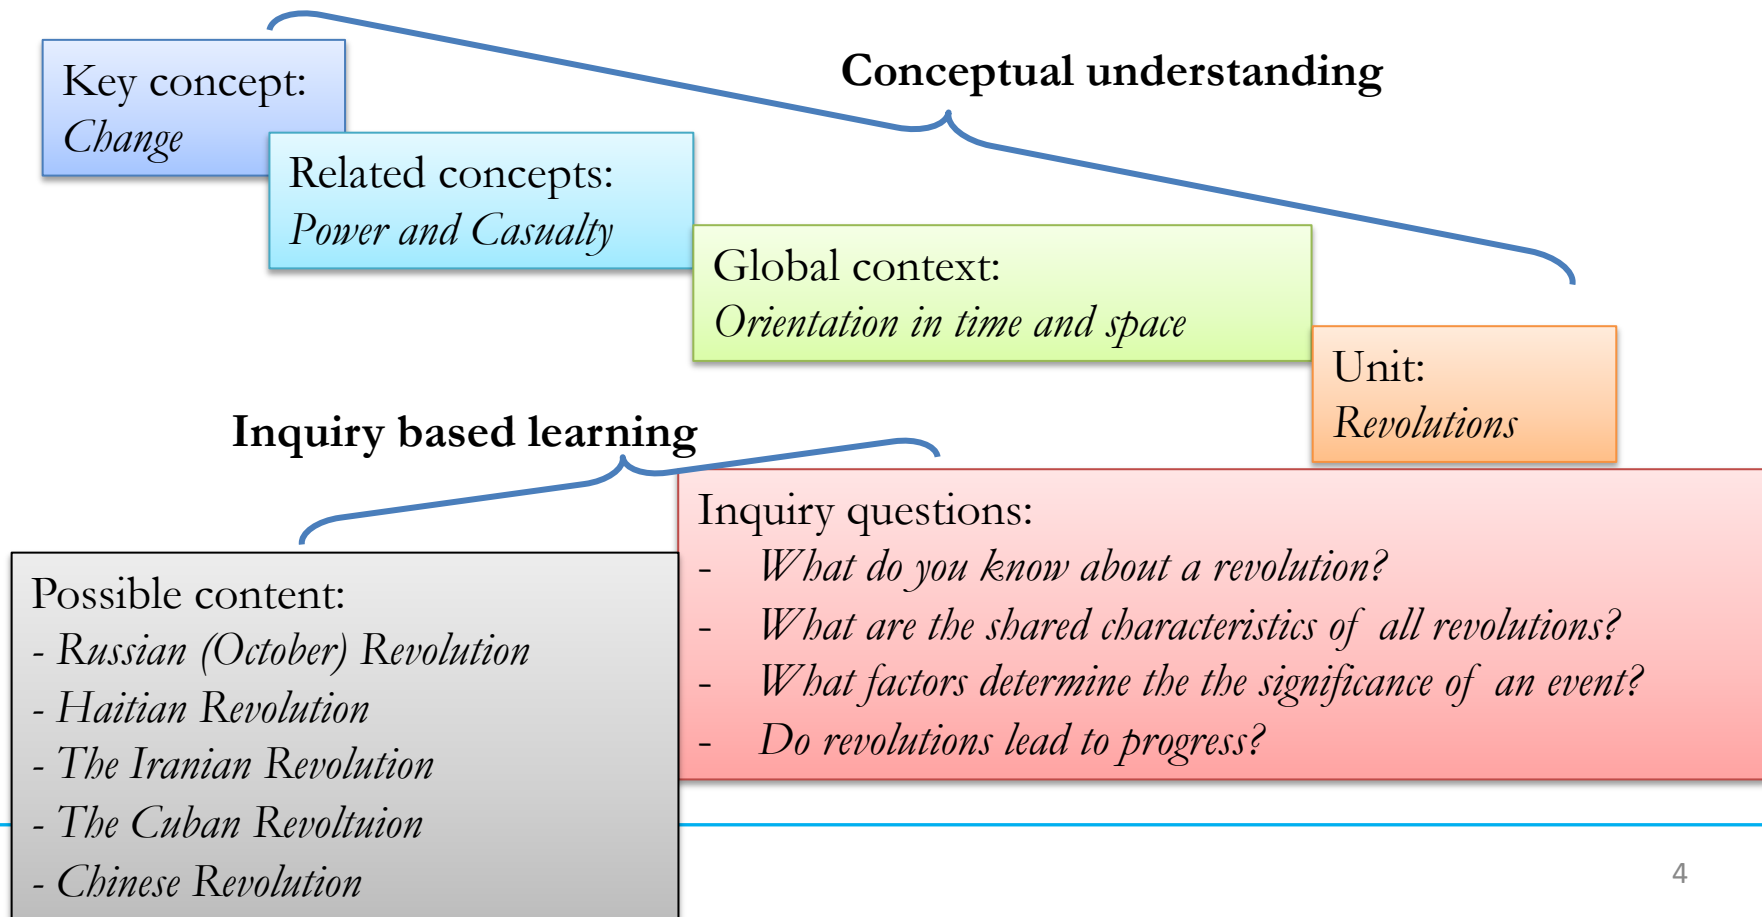 Conceptual understanding
Key concept:
Change
Related concepts:
Power and Casualty
Global context:
Orientation in time and space
Unit:
Revolutions
Inquiry based learning
Inquiry questions:
- What do you know about a revolution?
- What are the shared characteristics of all revolutions?
- What factors determine the the significance of an event?
- Do revolutions lead to progress?
Possible content:
- Russian (October) Revolution
- Haitian Revolution
- The Iranian Revolution
- The Cuban Revoltuion
- Chinese Revolution
4